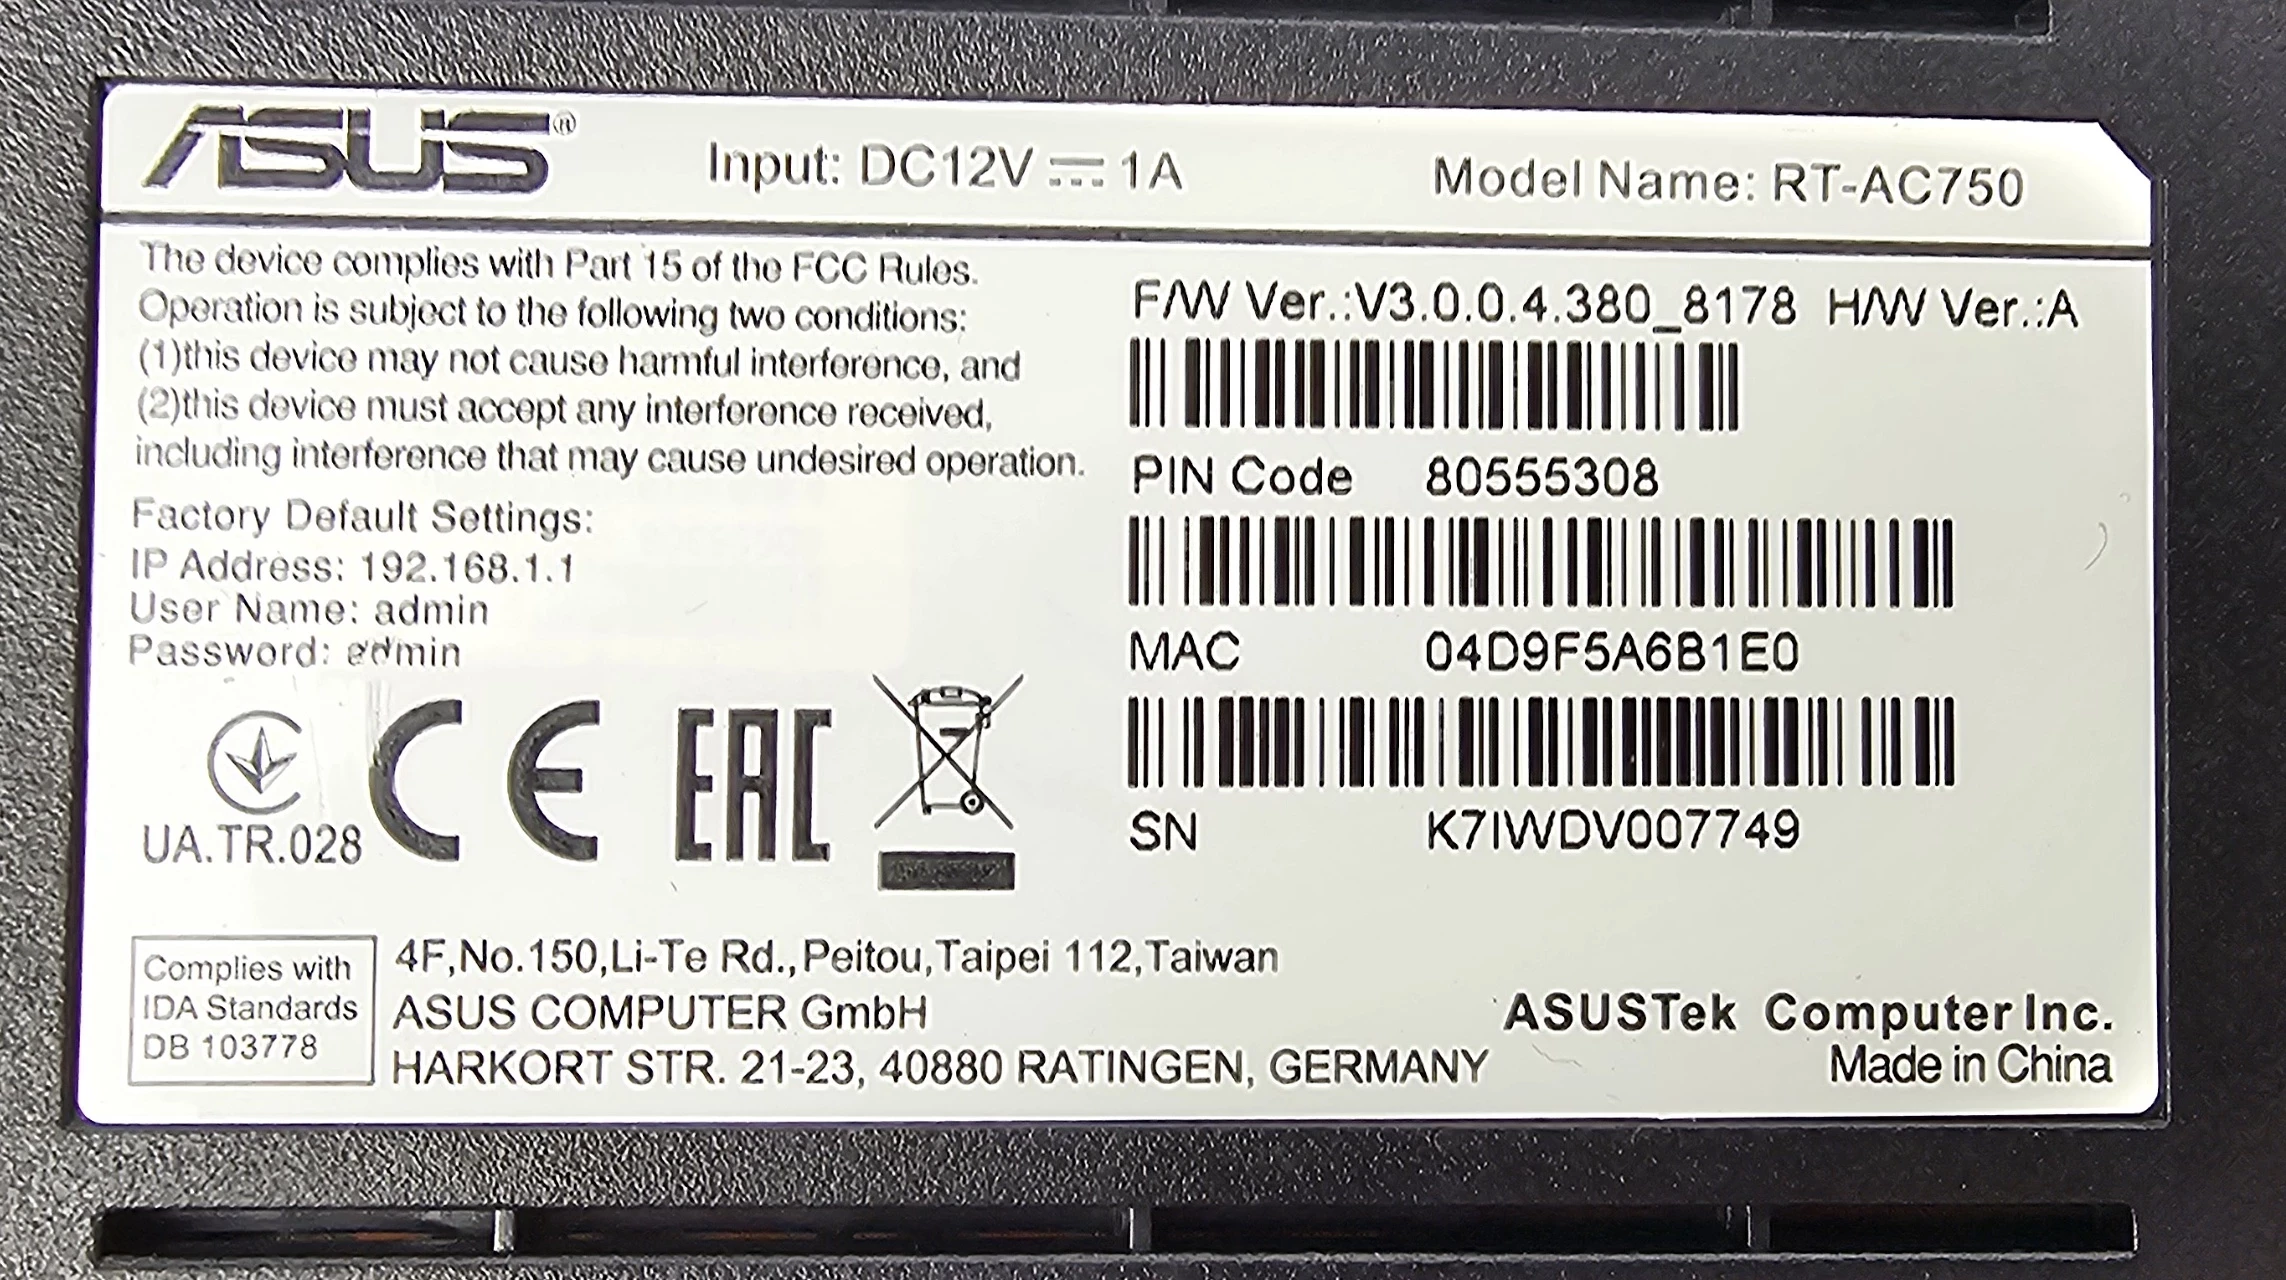 ASUS®
Input: DC12V ⎓ 1A
Model Name: RT-AC750
The device complies with Part 15 of the FCC Rules.
Operation is subject to the following two conditions:
(1)this device may not cause harmful interference, and
(2)this device must accept any interference received,
including interference that may cause undesired operation.
Factory Default Settings:
IP Address: 192.168.1.1
User Name: admin
Password: admin
F/W Ver.:V3.0.0.4.380_8178 H/W Ver.:A
PIN Code 80555308
MAC 04D9F5A6B1E0
SN K7IWDV007749
UA.TR.028
CE
EAC
Complies with
IDA Standards
DB 103778
4F,No.150,Li-Te Rd.,Peitou,Taipei 112,Taiwan
ASUS COMPUTER GmbH
HARKORT STR. 21-23, 40880 RATINGEN, GERMANY
ASUSTek Computer Inc.
Made in China